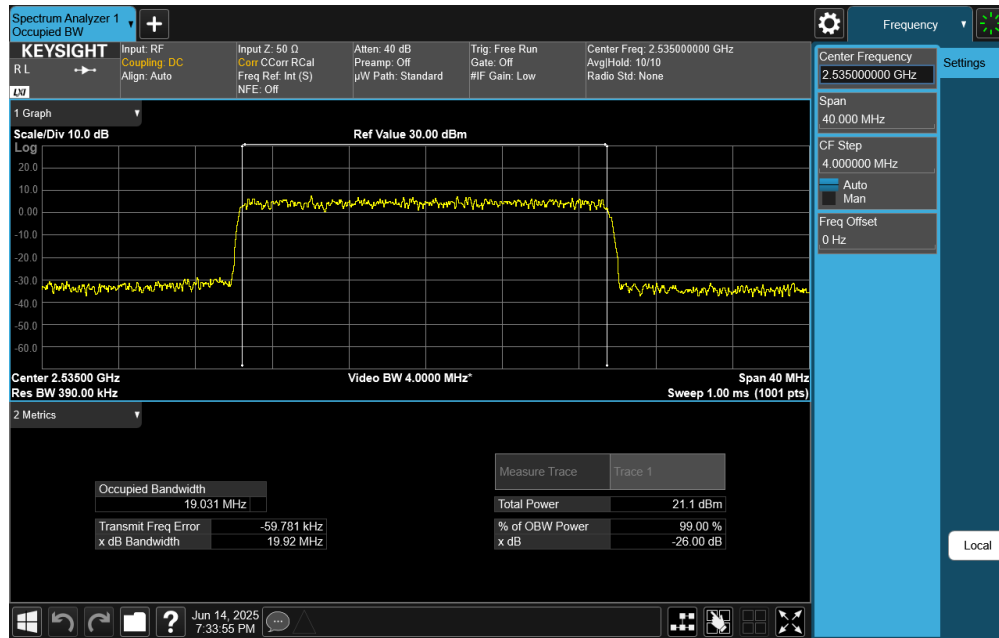 Spectrum Analyzer 1
Occupied BW
+
Frequency
KEYSIGHT
RL
LXI
Input: RF
Coupling: DC
Align: Auto
Input Z: 50 Ω
Corr CCorr RCal
Freq Ref: Int (S)
NFE: Off
Atten: 40 dB
Preamp: Off
µW Path: Standard
Trig: Free Run
Gate: Off
#IF Gain: Low
Center Freq: 2.535000000 GHz
Avg|Hold: 10/10
Radio Std: None
Center Frequency
2.535000000 GHz
Settings
Span
40.000 MHz
CF Step
4.000000 MHz
Auto
Man
Freq Offset
0 Hz
1 Graph
Scale/Div 10.0 dB
Ref Value 30.00 dBm
Log
20.0
10.0
0.00
-10.0
-20.0
-30.0
-40.0
-50.0
-60.0
Center 2.53500 GHz
Video BW 4.0000 MHz*
Span 40 MHz
Res BW 390.00 kHz
Sweep 1.00 ms (1001 pts)
2 Metrics
Measure Trace Trace 1
Occupied Bandwidth
19.031 MHz
Total Power 21.1 dBm
Transmit Freq Error -59.781 kHz
% of OBW Power 99.00 %
x dB Bandwidth 19.92 MHz
x dB -26.00 dB
Local
?
Jun 14, 2025
7:33:55 PM